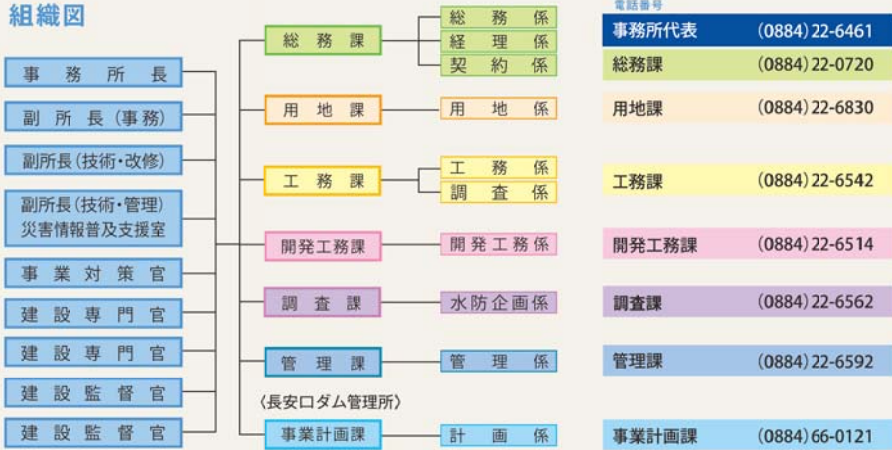 組織図
事務所長
副所長(事務)
副所長(技術・改修)
副所長(技術・管理)
災害情報普及支援室
事業対策官
建設専門官
建設専門官
建設監督官
建設監督官
総務課
総務係
経理係
契約係
用地課
用地係
工務課
工務係
調査係
開発工務課
開発工務係
調査課
水防企画係
管理課
管理係
〈長安口ダム管理所〉
事業計画課
計画係
電話番号
事務所代表 (0884)22-6461
総務課 (0884)22-0720
用地課 (0884)22-6830
工務課 (0884)22-6542
開発工務課 (0884)22-6514
調査課 (0884)22-6562
管理課 (0884)22-6592
事業計画課 (0884)66-0121